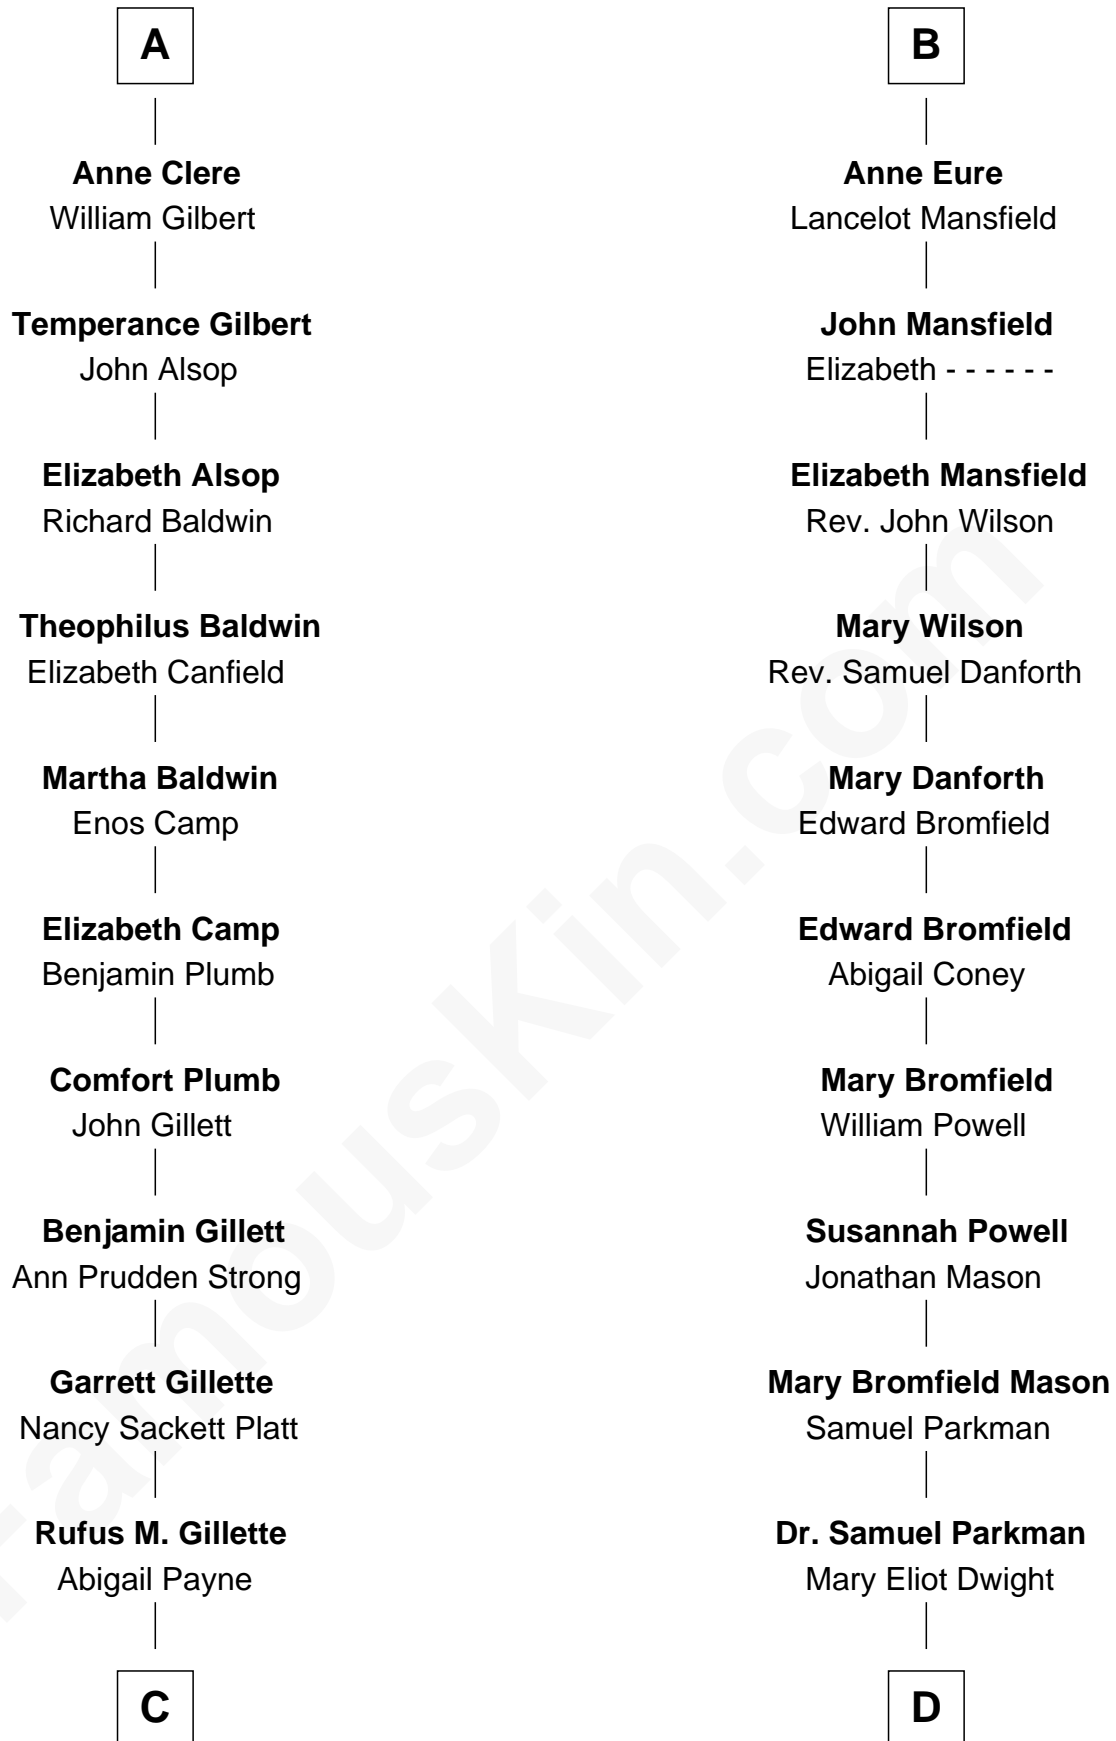 A
Anne Clere
William Gilbert
Temperance Gilbert
John Alsop
Elizabeth Alsop
Richard Baldwin
Theophilus Baldwin
Elizabeth Canfield
Martha Baldwin
Enos Camp
Elizabeth Camp
Benjamin Plumb
Comfort Plumb
John Gillett
Benjamin Gillett
Ann Prudden Strong
Garrett Gillette
Nancy Sackett Platt
Rufus M. Gillette
Abigail Payne
C
B
Anne Eure
Lancelot Mansfield
John Mansfield
Elizabeth - - - - - -
Elizabeth Mansfield
Rev. John Wilson
Mary Wilson
Rev. Samuel Danforth
Mary Danforth
Edward Bromfield
Edward Bromfield
Abigail Coney
Mary Bromfield
William Powell
Susannah Powell
Jonathan Mason
Mary Bromfield Mason
Samuel Parkman
Dr. Samuel Parkman
Mary Eliot Dwight
D
FamousKin.com